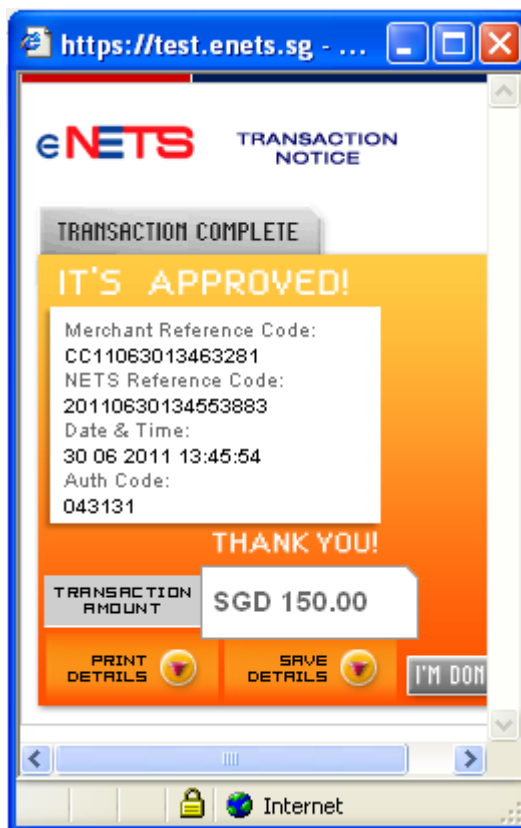 https://test.enets.sg - ...
eNETS
TRANSACTION
NOTICE
TRANSACTION COMPLETE
IT'S APPROVED!
Merchant Reference Code:
CC11063013463281
NETS Reference Code:
20110630134553883
Date & Time:
30 06 2011 13:45:54
Auth Code:
043131
THANK YOU!
TRANSACTION
AMOUNT
SGD 150.00
PRINT
DETAILS
SAVE
DETAILS
I'M DON
Internet